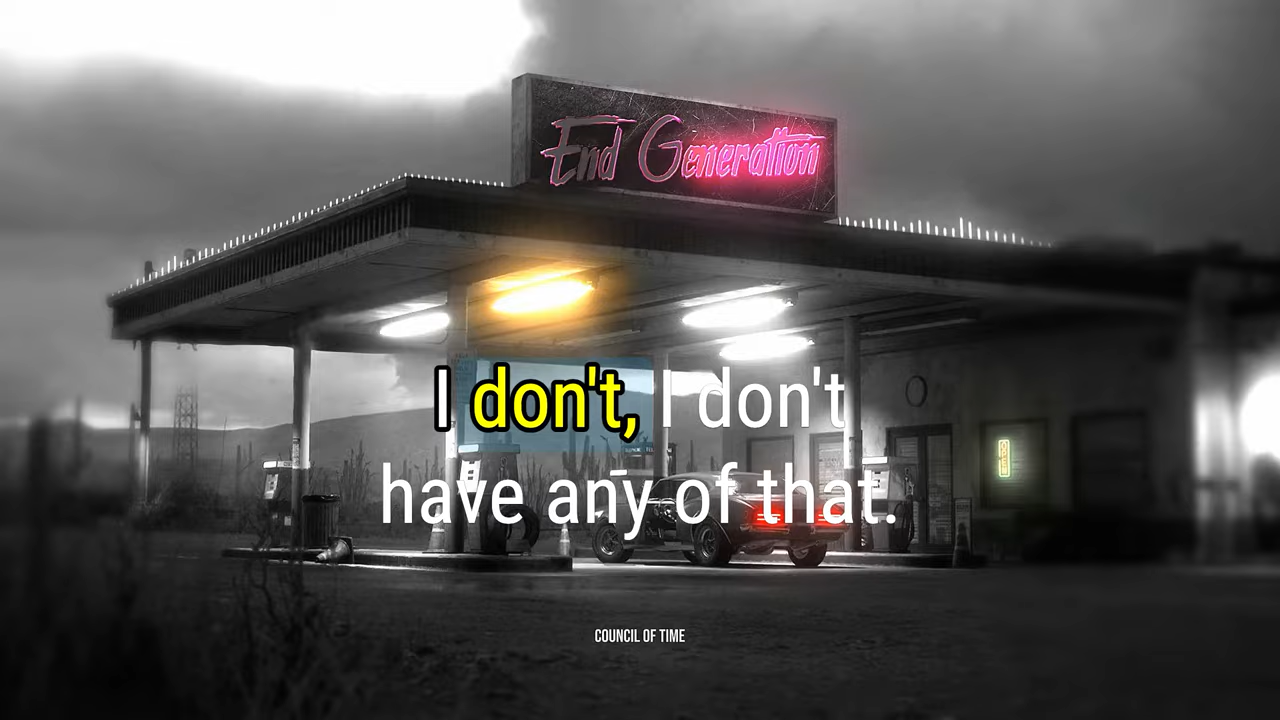 End Generation
I don't, I don't
have any of that.
COUNCIL OF TIME